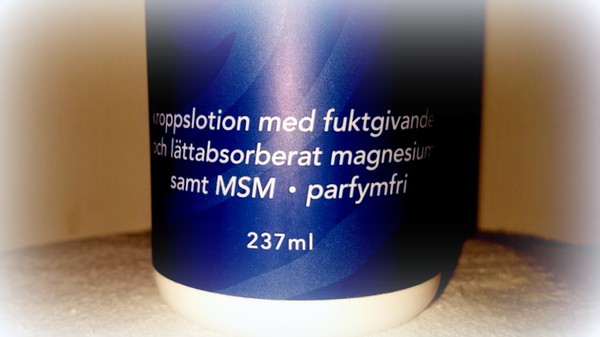 kroppslotion med fuktgivande
och lättabsorberat magnesium
samt MSM • parfymfri
237ml